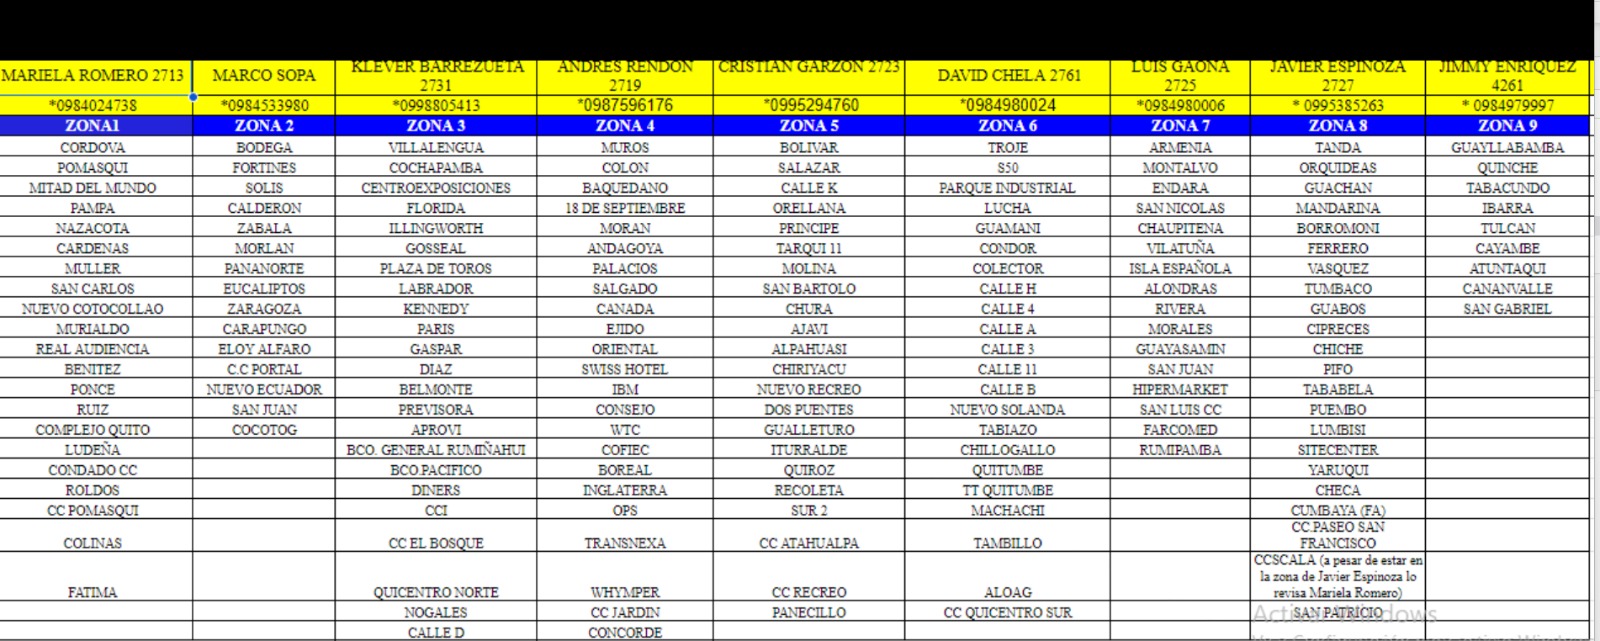 MARIELA ROMERO 2713 MARCO SOPA KLEVER BARREZUETA 2731 ANDRES RENDON 2719 CRISTIAN GARZON 2723 DAVID CHELA 2761 LUIS GAONA 2725 JAVIER ESPINOZA 2727 JIMMY ENRIQUEZ 4261
*0984024738 *0984533980 *0998805413 *0987596176 *0995294760 *0984980024 *0984980006 * 0995385263 * 0984979997
ZONA1 ZONA 2 ZONA 3 ZONA 4 ZONA 5 ZONA 6 ZONA 7 ZONA 8 ZONA 9
CORDOVA BODEGA VILLALENGUA MUROS BOLIVAR TROJE ARMENIA TANDA GUAYLLABAMBA
POMASQUI FORTINES COCHAPAMBA COLON SALAZAR S50 MONTALVO ORQUIDEAS QUINCHE
MITAD DEL MUNDO SOLIS CENTROEXPOSICIONES BAQUEDANO CALLE K PARQUE INDUSTRIAL ENDARA GUACHAN TABACUNDO
PAMPA CALDERON FLORIDA 18 DE SEPTIEMBRE ORELLANA LUCHA SAN NICOLAS MANDARINA IBARRA
NAZACOTA ZABALA ILLINGWORTH MORAN PRINCIPE GUAMANI CHAUPITENA BORROMONI TULCAN
CARDENAS MORLAN GOSSEAL ANDAGOYA TARQUI 11 CONDOR VILATUÑA FERRERO CAYAMBE
MULLER PANANORTE PLAZA DE TOROS PALACIOS MOLINA COLECTOR ISLA ESPAÑOLA VASQUEZ ATUNTAQUI
SAN CARLOS EUCALIPTOS LABRADOR SALGADO SAN BARTOLO CALLE H ALONDRAS TUMBACO CANANVALLE
NUEVO COTOCOLLAO ZARAGOZA KENNEDY CANADA CHURA CALLE 4 RIVERA GUABOS SAN GABRIEL
MURIALDO CARAPUNGO PARIS EJIDO AJAVI CALLE A MORALES CIPRECES
REAL AUDIENCIA ELOY ALFARO GASPAR ORIENTAL ALPAHUASI CALLE 3 GUAYASAMIN CHICHE
BENITEZ C.C PORTAL DIAZ SWISS HOTEL CHIRIYACU CALLE 11 SAN JUAN PIFO
PONCE NUEVO ECUADOR BELMONTE IBM NUEVO RECREO CALLE B HIPERMARKET TABABELA
RUIZ SAN JUAN PREVISORA CONSEJO DOS PUENTES NUEVO SOLANDA SAN LUIS CC PUEMBO
COMPLEJO QUITO COCOTOG APROVI WTC GUALLETURO TABIAZO FARCOMED LUMBISI
LUDEÑA BCO. GENERAL RUMIÑAHUI COFIEC ITURRALDE CHILLOGALLO RUMIPAMBA SITECENTER
CONDADO CC BCO.PACIFICO BOREAL QUIROZ QUITUMBE YARUQUI
ROLDOS DINERS INGLATERRA RECOLETA TT QUITUMBE CHECA
CC POMASQUI CCI OPS SUR 2 MACHACHI CUMBAYA (FA)
COLINAS CC EL BOSQUE TRANSNEXA CC ATAHUALPA TAMBILLO CC.PASEO SAN FRANCISCO
FATIMA QUICENTRO NORTE WHYMPER CC RECREO ALOAG CCSCALA (a pesar de estar en la zona de Javier Espinoza lo revisa Mariela Romero)
NOGALES CC JARDIN PANECILLO CC QUICENTRO SUR SAN PATRICIO
CALLE D CONCORDE
Activar Windows